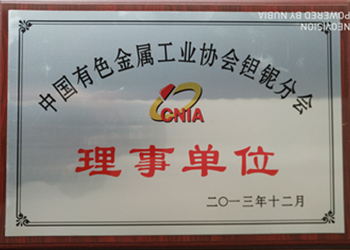 中国有色金属工业协会钽铌分会
CNIA
理事单位
二〇一三年十二月
NEOVISION
POWERED BY NUBIA